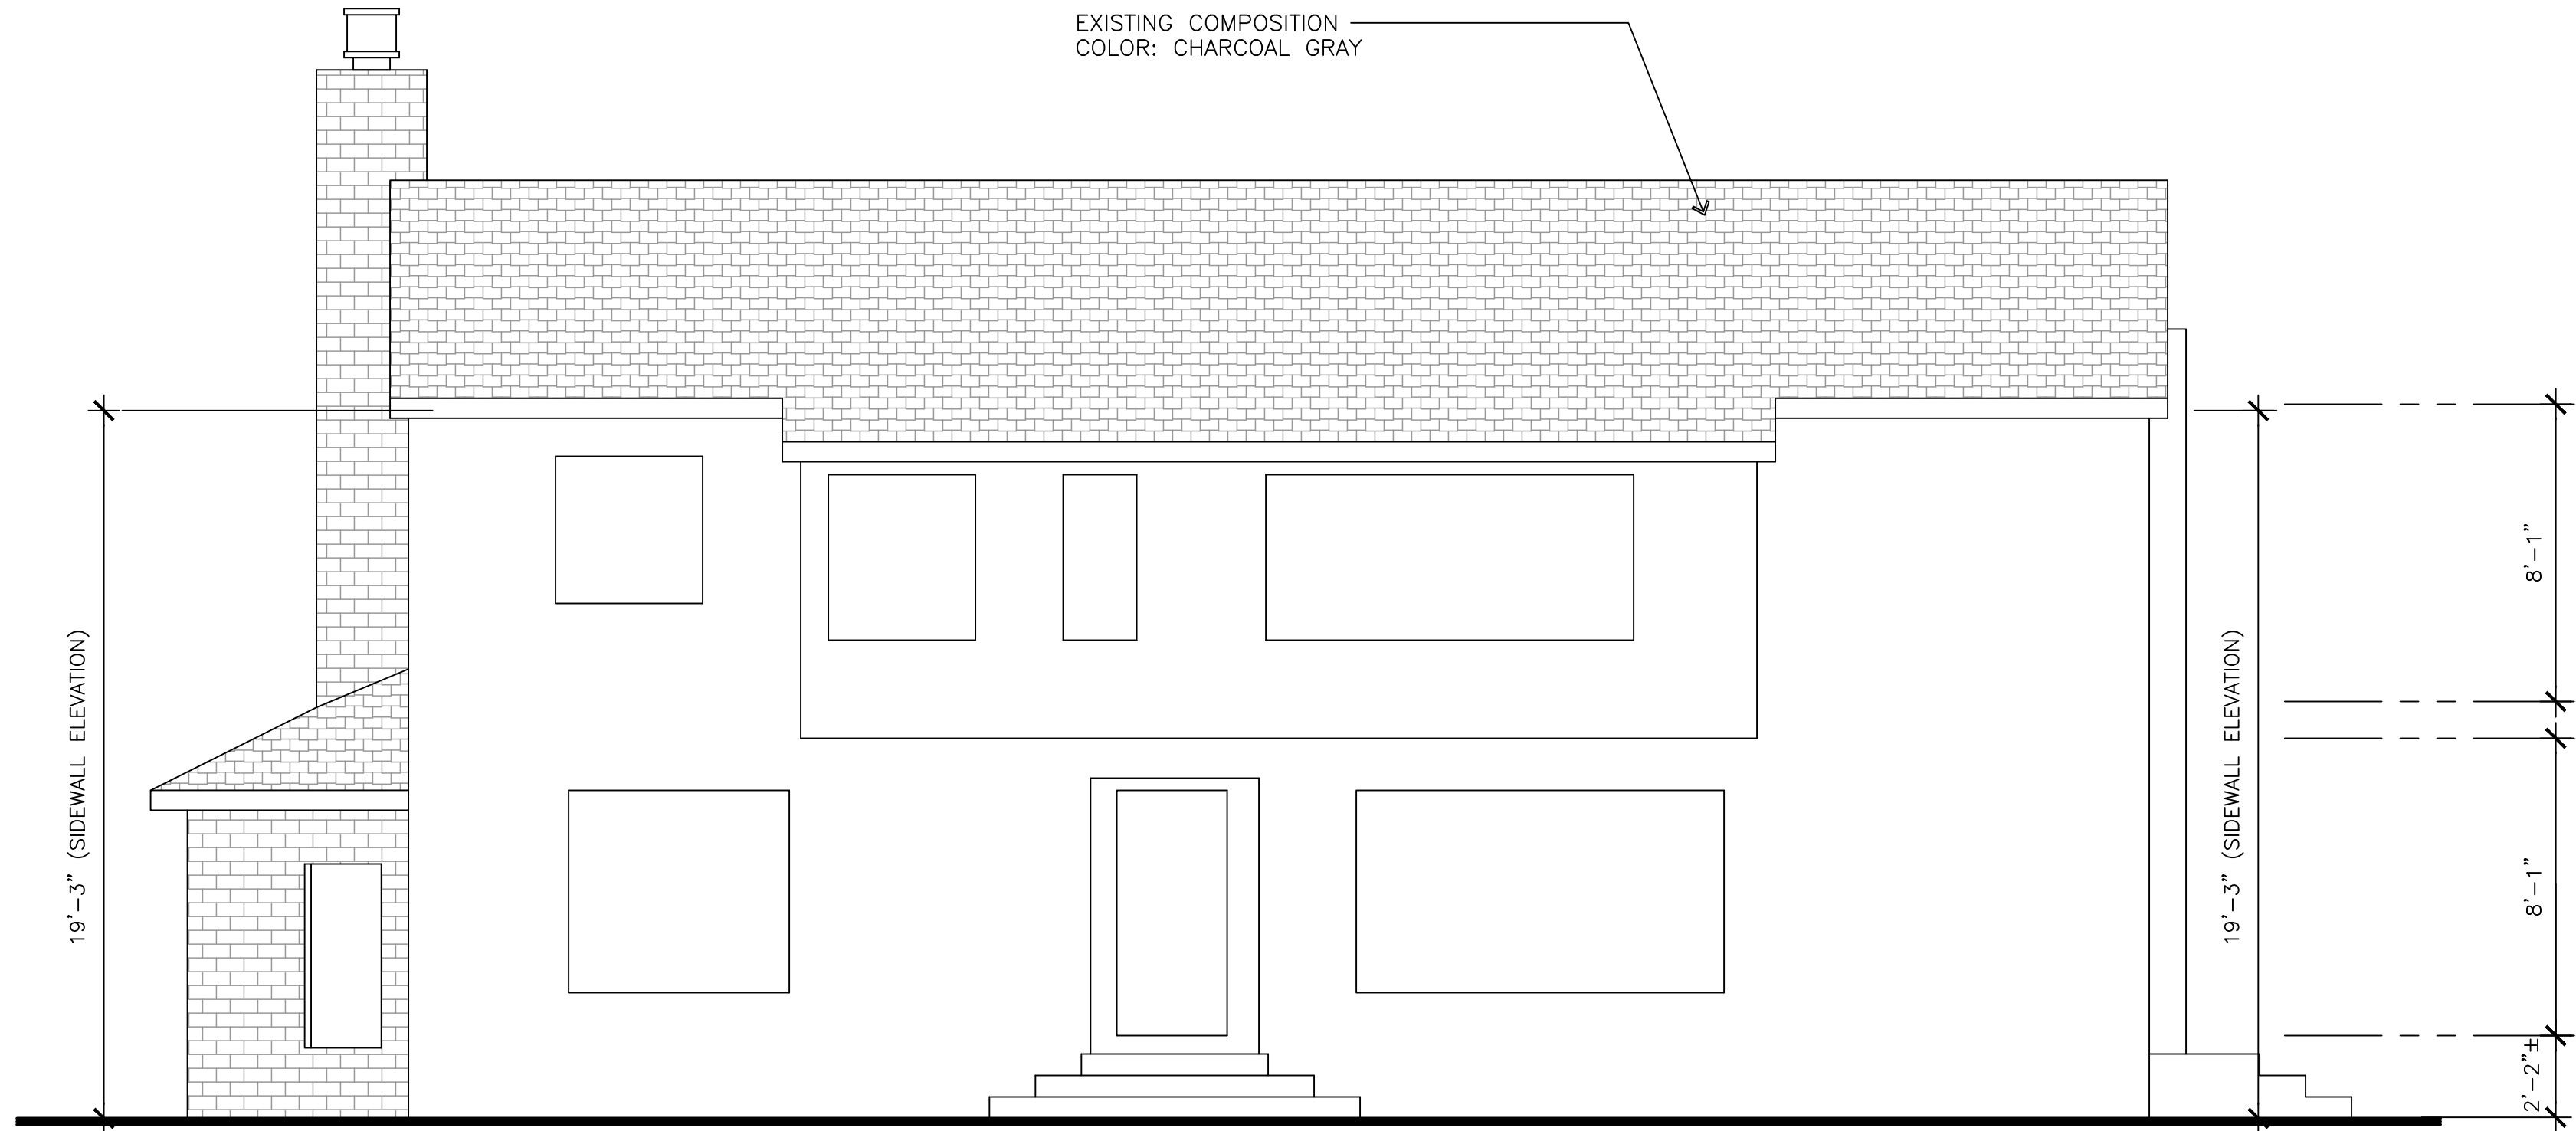 EXISTING COMPOSITION
COLOR: CHARCOAL GRAY
19'-3" (SIDEWALL ELEVATION)
19'-3" (SIDEWALL ELEVATION)
8'-1"
8'-1"
2'-2"±